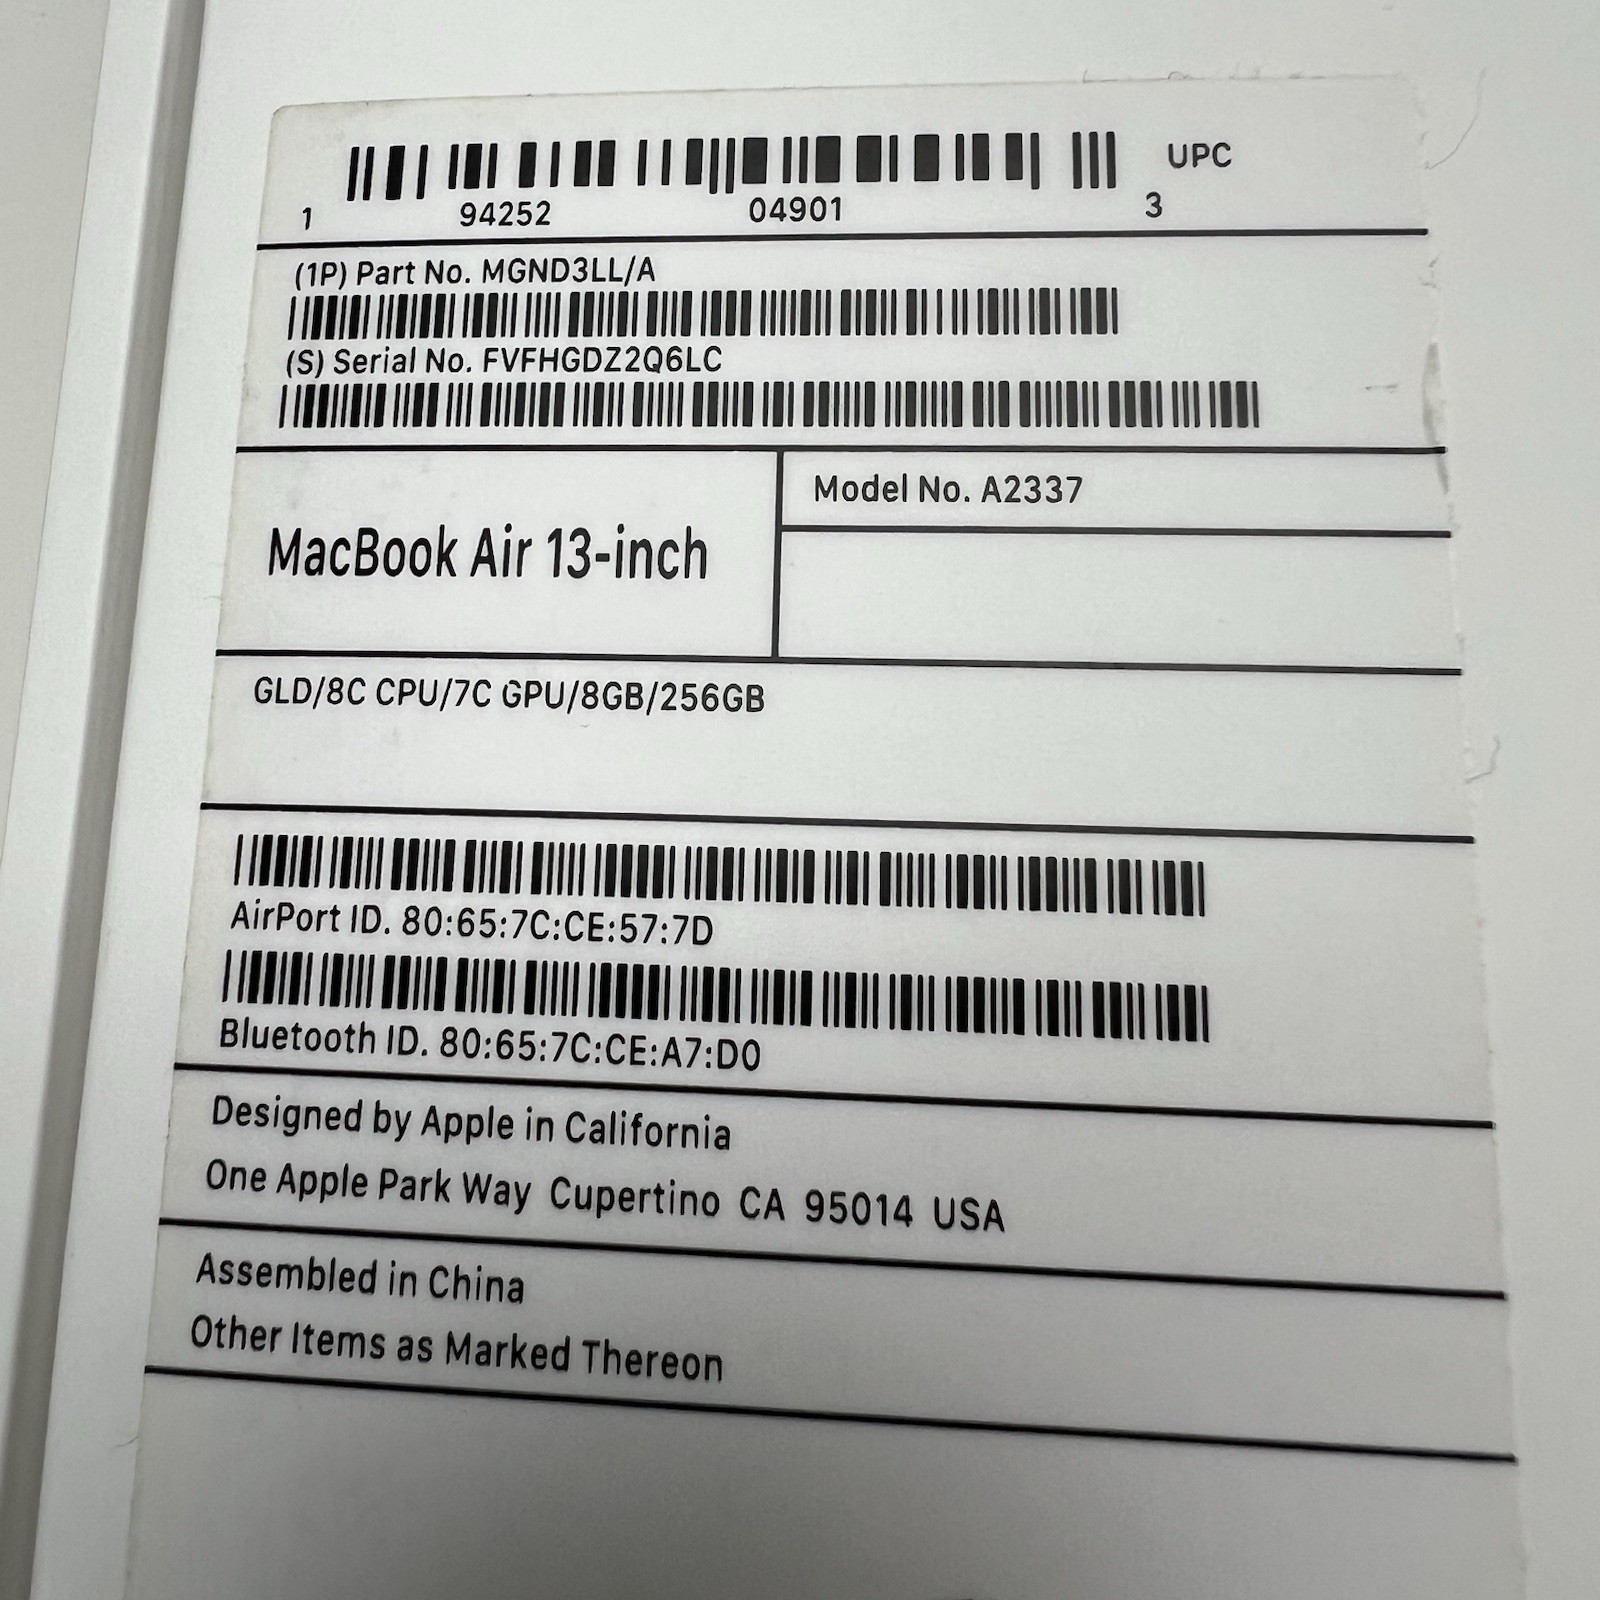 UPC
1 94252 04901 3
(1P) Part No. MGND3LL/A
(S) Serial No. FVFHGDZ2Q6LC
MacBook Air 13-inch
Model No. A2337
GLD/8C CPU/7C GPU/8GB/256GB
AirPort ID. 80:65:7C:CE:57:7D
Bluetooth ID. 80:65:7C:CE:A7:D0
Designed by Apple in California
One Apple Park Way Cupertino CA 95014 USA
Assembled in China
Other Items as Marked Thereon